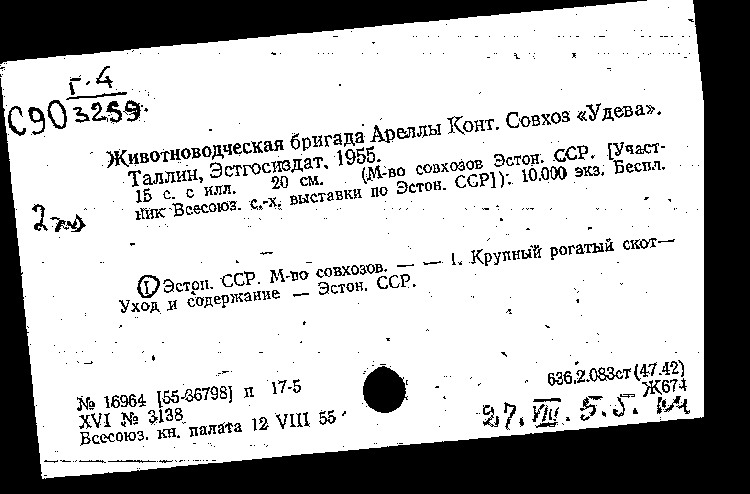 Г-4
С90 3259.
Животноводческая бригада Ареллы Конт. Совхоз «Удева».
Таллин, Эстгосиздат, 1955.
15 с. с илл. 20 см. (М-во совхозов Эстон. ССР. [Участ-
ник Всесоюз. с.-х. выставки по Эстон. ССР]). 10.000 экз. Беспл.
I Эстон. ССР. М-во совхозов. — — 1. Крупный рогатый скот—
Уход и содержание — Эстон. ССР.
№ 16964 [55-36798] п 17-5
XVI № 3138
Всесоюз. кн. палата 12 VIII 55
636.2.083ст(47.42)
Ж674
27. VIII. 5.5.